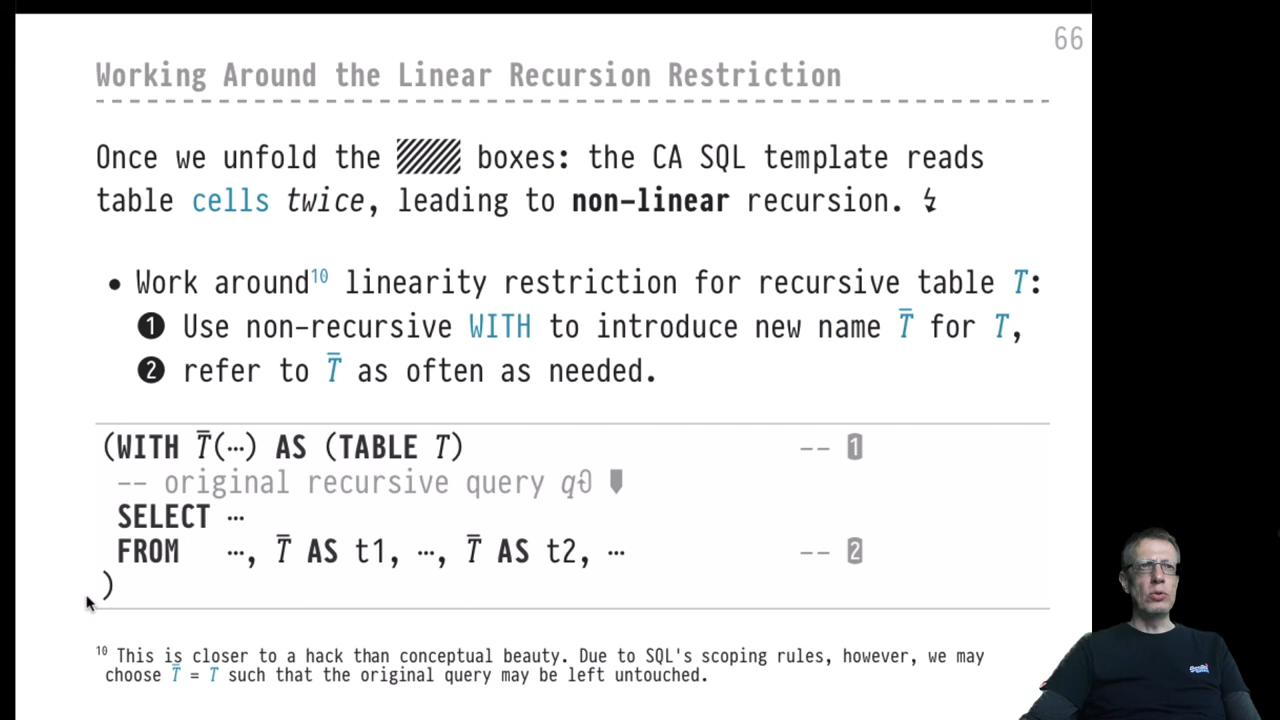 66
Working Around the Linear Recursion Restriction
Once we unfold the boxes: the CA SQL template reads
table cells twice, leading to non-linear recursion. ↯
• Work around¹⁰ linearity restriction for recursive table T:
❶ Use non-recursive WITH to introduce new name T̅ for T,
❷ refer to T̅ as often as needed.
(WITH T̅(⋯) AS (TABLE T) -- 1
-- original recursive query q↺
SELECT ⋯
FROM ⋯, T̅ AS t1, ⋯, T̅ AS t2, ⋯ -- 2
)
¹⁰ This is closer to a hack than conceptual beauty. Due to SQL's scoping rules, however, we may
choose T̅ = T such that the original query may be left untouched.